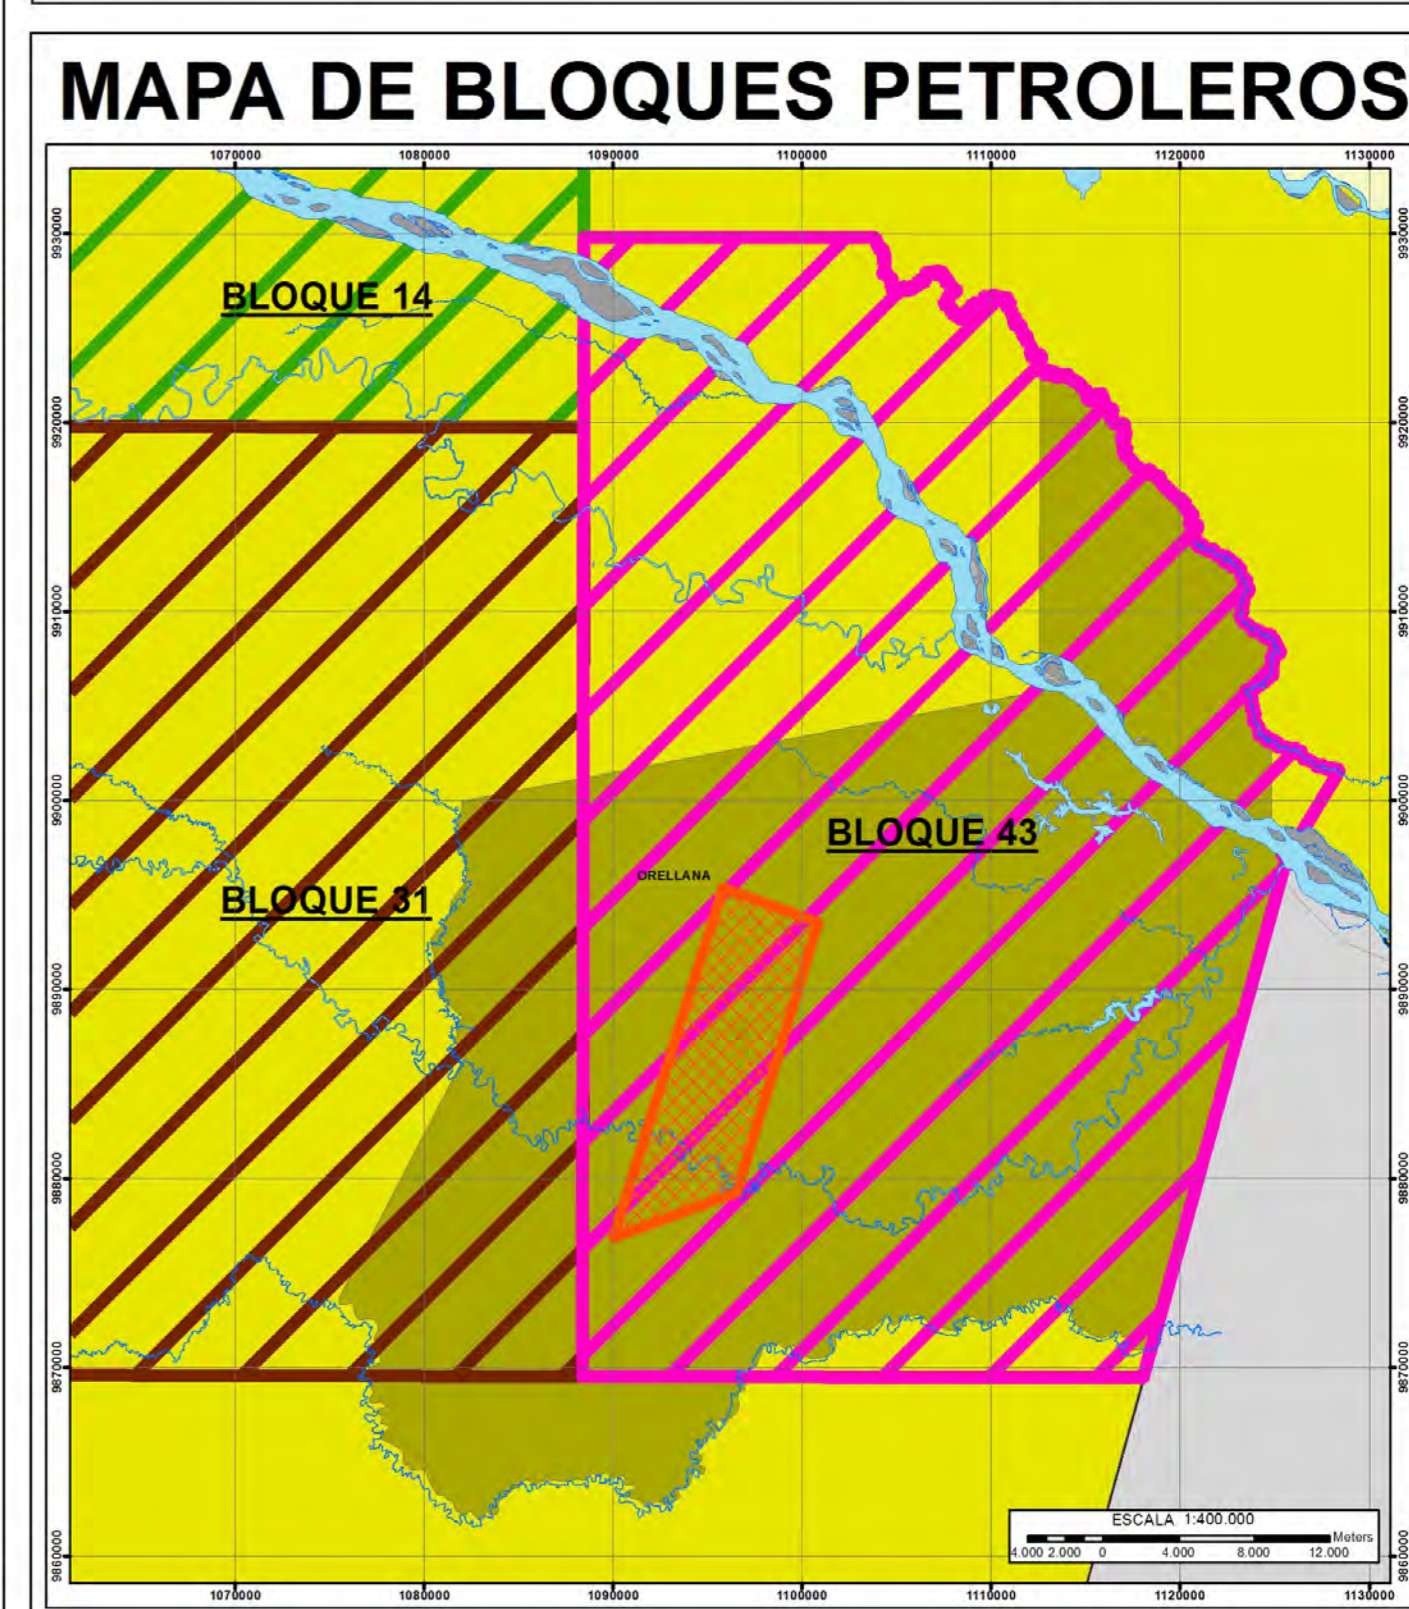 MAPA DE BLOQUES PETROLEROS
1070000 1080000 1090000 1100000 1110000 1120000 1130000
9930000 9930000
BLOQUE 14
9920000 9920000
9910000 9910000
9900000 9900000
BLOQUE 43
ORELLANA
BLOQUE 31
9890000 9890000
9880000 9880000
9870000 9870000
ESCALA 1:400.000
Meters
4.000 2.000 0 4.000 8.000 12.000
9860000 9860000
1070000 1080000 1090000 1100000 1110000 1120000 1130000